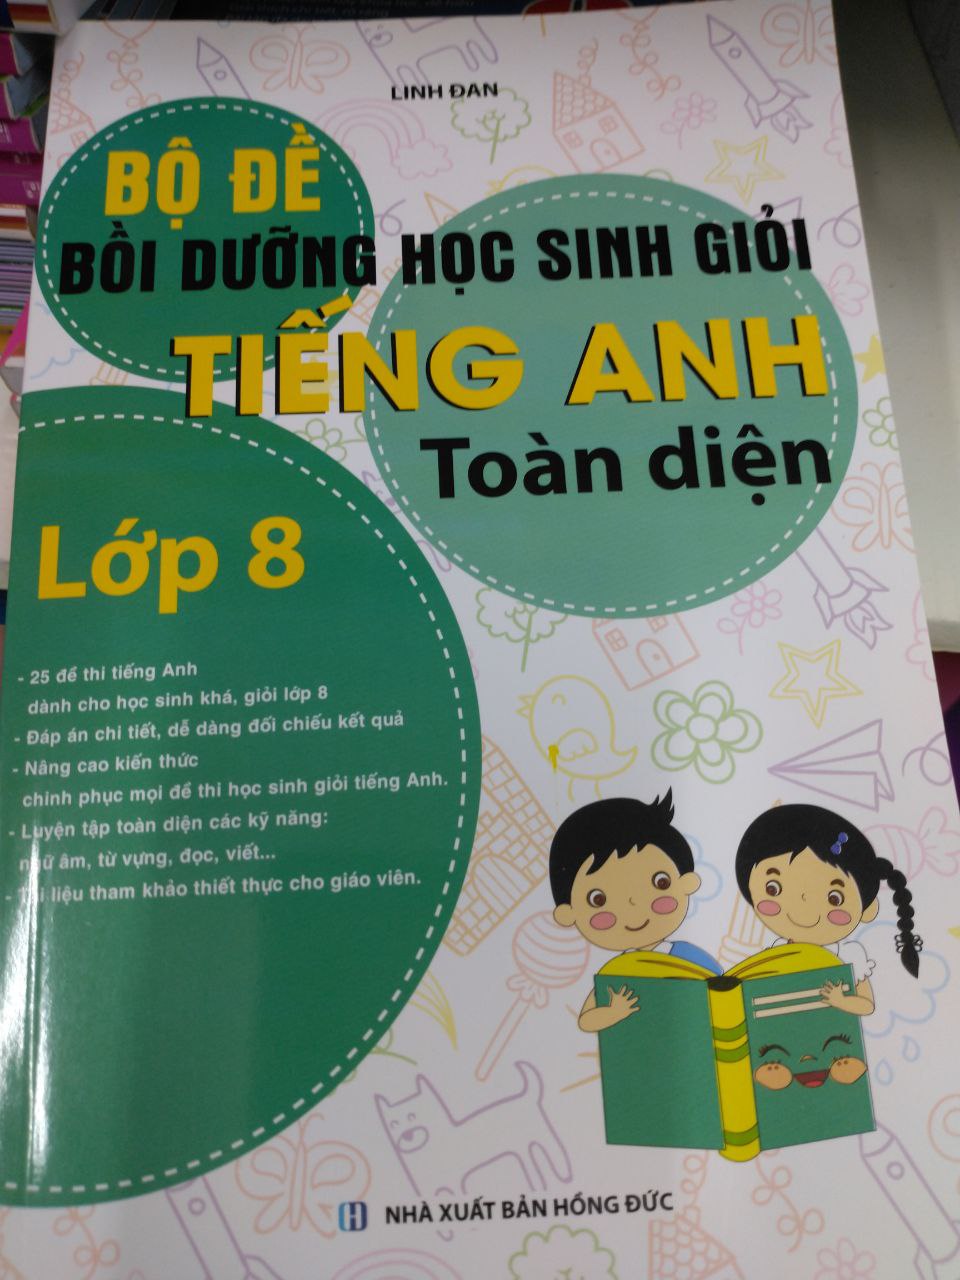 LINH ĐAN
BỘ ĐỀ
BỒI DƯỠNG HỌC SINH GIỎI
TIẾNG ANH
Toàn diện
Lớp 8
- 25 đề thi tiếng Anh
dành cho học sinh khá, giỏi lớp 8
- Đáp án chi tiết, dễ dàng đối chiếu kết quả
- Nâng cao kiến thức
chinh phục mọi đề thi học sinh giỏi tiếng Anh.
- Luyện tập toàn diện các kỹ năng:
ngữ âm, từ vựng, đọc, viết...
- Tài liệu tham khảo thiết thực cho giáo viên.
H NHÀ XUẤT BẢN HỒNG ĐỨC